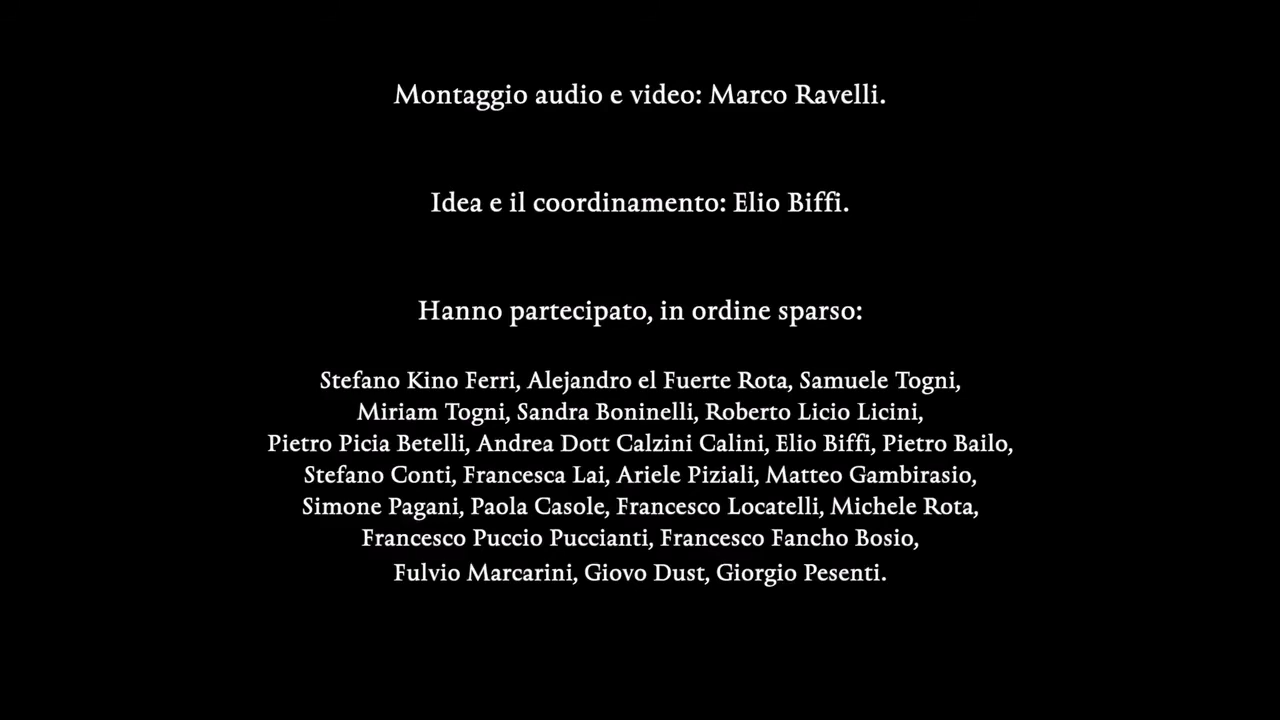 Montaggio audio e video: Marco Ravelli.
Idea e il coordinamento: Elio Biffi.
Hanno partecipato, in ordine sparso:
Stefano Kino Ferri, Alejandro el Fuerte Rota, Samuele Togni,
Miriam Togni, Sandra Boninelli, Roberto Licio Licini,
Pietro Picia Betelli, Andrea Dott Calzini Calini, Elio Biffi, Pietro Bailo,
Stefano Conti, Francesca Lai, Ariele Piziali, Matteo Gambirasio,
Simone Pagani, Paola Casole, Francesco Locatelli, Michele Rota,
Francesco Puccio Puccianti, Francesco Fancho Bosio,
Fulvio Marcarini, Giovo Dust, Giorgio Pesenti.